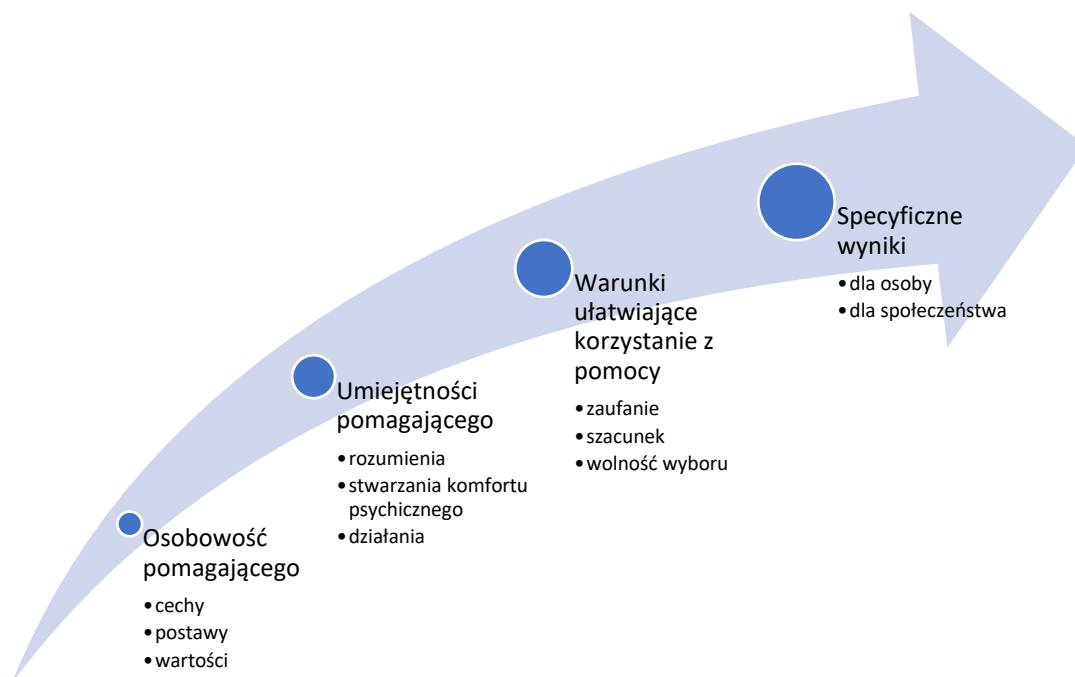 Osobowość
pomagającego
• cechy
• postawy
• wartości
Umiejętności
pomagającego
• rozumienia
• stwarzania komfortu
psychicznego
• działania
Warunki
ułatwiające
korzystanie z
pomocy
• zaufanie
• szacunek
• wolność wyboru
Specyficzne
wyniki
• dla osoby
• dla społeczeństwa